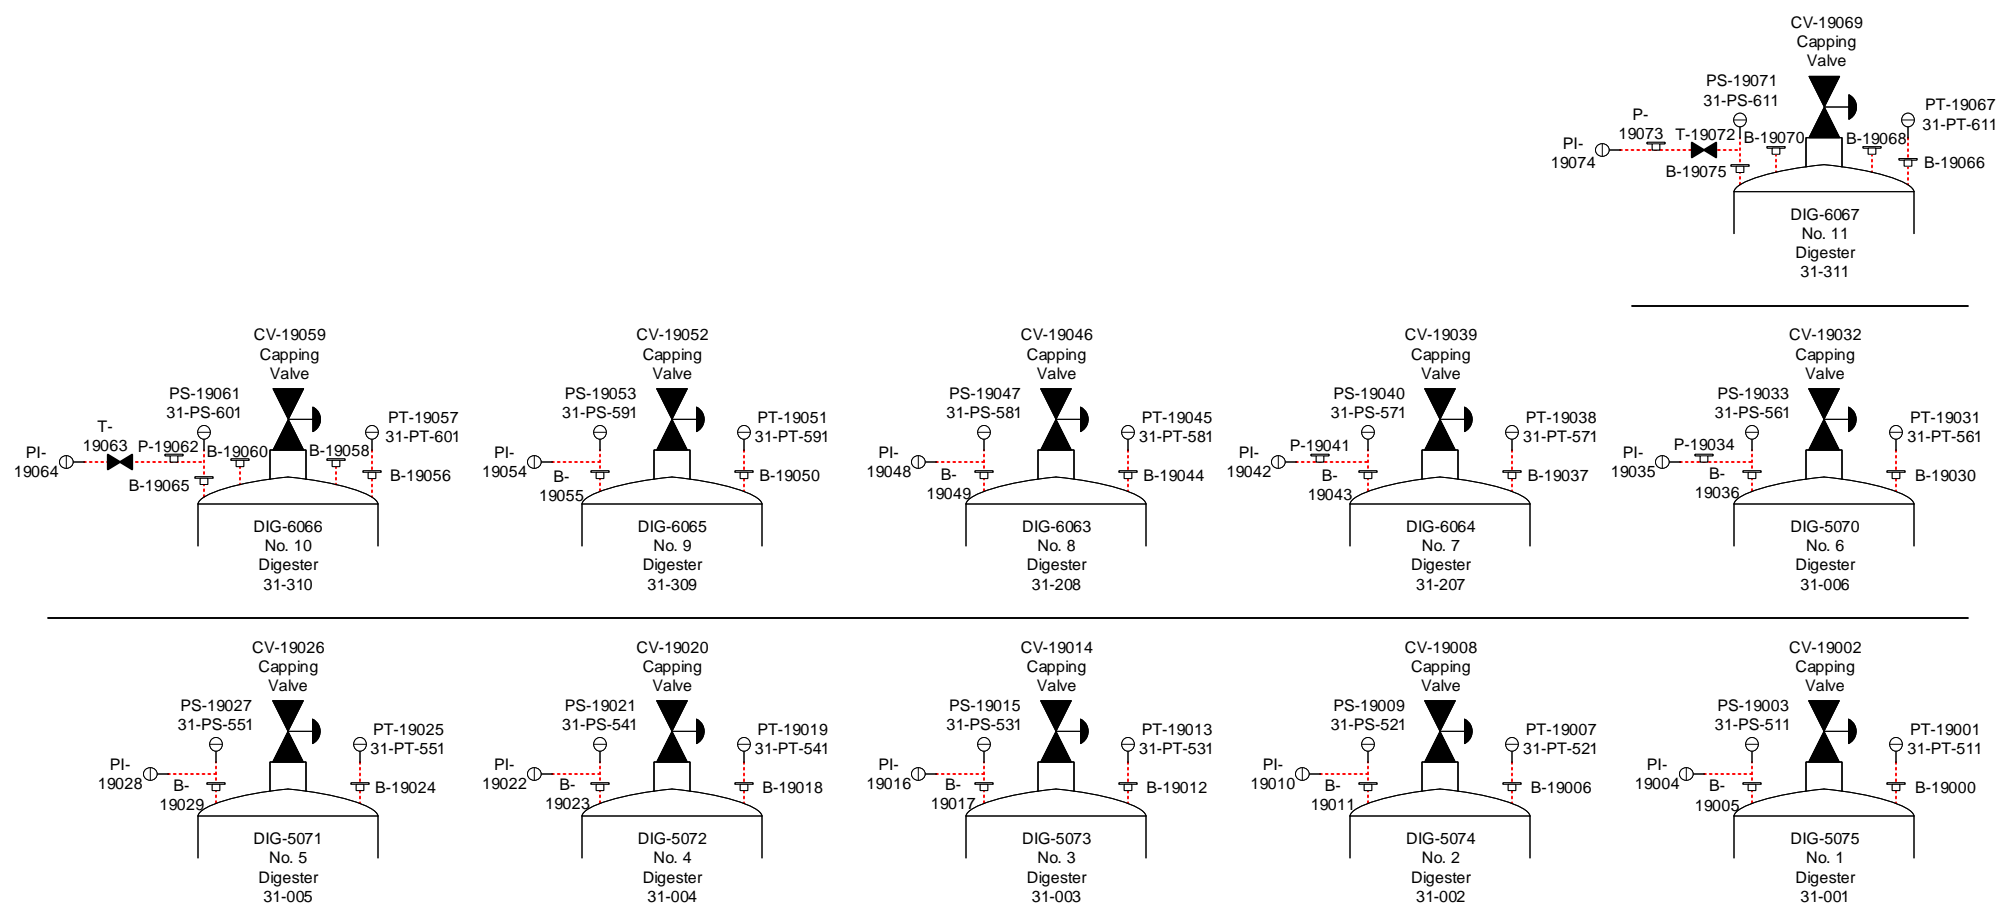 CV-19069
Capping
Valve
PS-19071
31-PS-611
PT-19067
31-PT-611
P-
19073
T-19072
B-19070
B-19068
PI-
19074
B-19075
B-19066
DIG-6067
No. 11
Digester
31-311
CV-19059
Capping
Valve
PS-19061
31-PS-601
PT-19057
31-PT-601
T-
19063
P-19062
B-19060
B-19058
PI-
19064
B-19065
B-19056
DIG-6066
No. 10
Digester
31-310
CV-19052
Capping
Valve
PS-19053
31-PS-591
PT-19051
31-PT-591
PI-
19054
B-
19055
B-19050
DIG-6065
No. 9
Digester
31-309
CV-19046
Capping
Valve
PS-19047
31-PS-581
PT-19045
31-PT-581
PI-
19048
B-
19049
B-19044
DIG-6063
No. 8
Digester
31-208
CV-19039
Capping
Valve
PS-19040
31-PS-571
PT-19038
31-PT-571
P-19041
PI-
19042
B-
19043
B-19037
DIG-6064
No. 7
Digester
31-207
CV-19032
Capping
Valve
PS-19033
31-PS-561
PT-19031
31-PT-561
P-19034
PI-
19035
B-
19036
B-19030
DIG-5070
No. 6
Digester
31-006
CV-19026
Capping
Valve
PS-19027
31-PS-551
PT-19025
31-PT-551
PI-
19028
B-
19029
B-19024
DIG-5071
No. 5
Digester
31-005
CV-19020
Capping
Valve
PS-19021
31-PS-541
PT-19019
31-PT-541
PI-
19022
B-
19023
B-19018
DIG-5072
No. 4
Digester
31-004
CV-19014
Capping
Valve
PS-19015
31-PS-531
PT-19013
31-PT-531
PI-
19016
B-
19017
B-19012
DIG-5073
No. 3
Digester
31-003
CV-19008
Capping
Valve
PS-19009
31-PS-521
PT-19007
31-PT-521
PI-
19010
B-
19011
B-19006
DIG-5074
No. 2
Digester
31-002
CV-19002
Capping
Valve
PS-19003
31-PS-511
PT-19001
31-PT-511
PI-
19004
B-
19005
B-19000
DIG-5075
No. 1
Digester
31-001